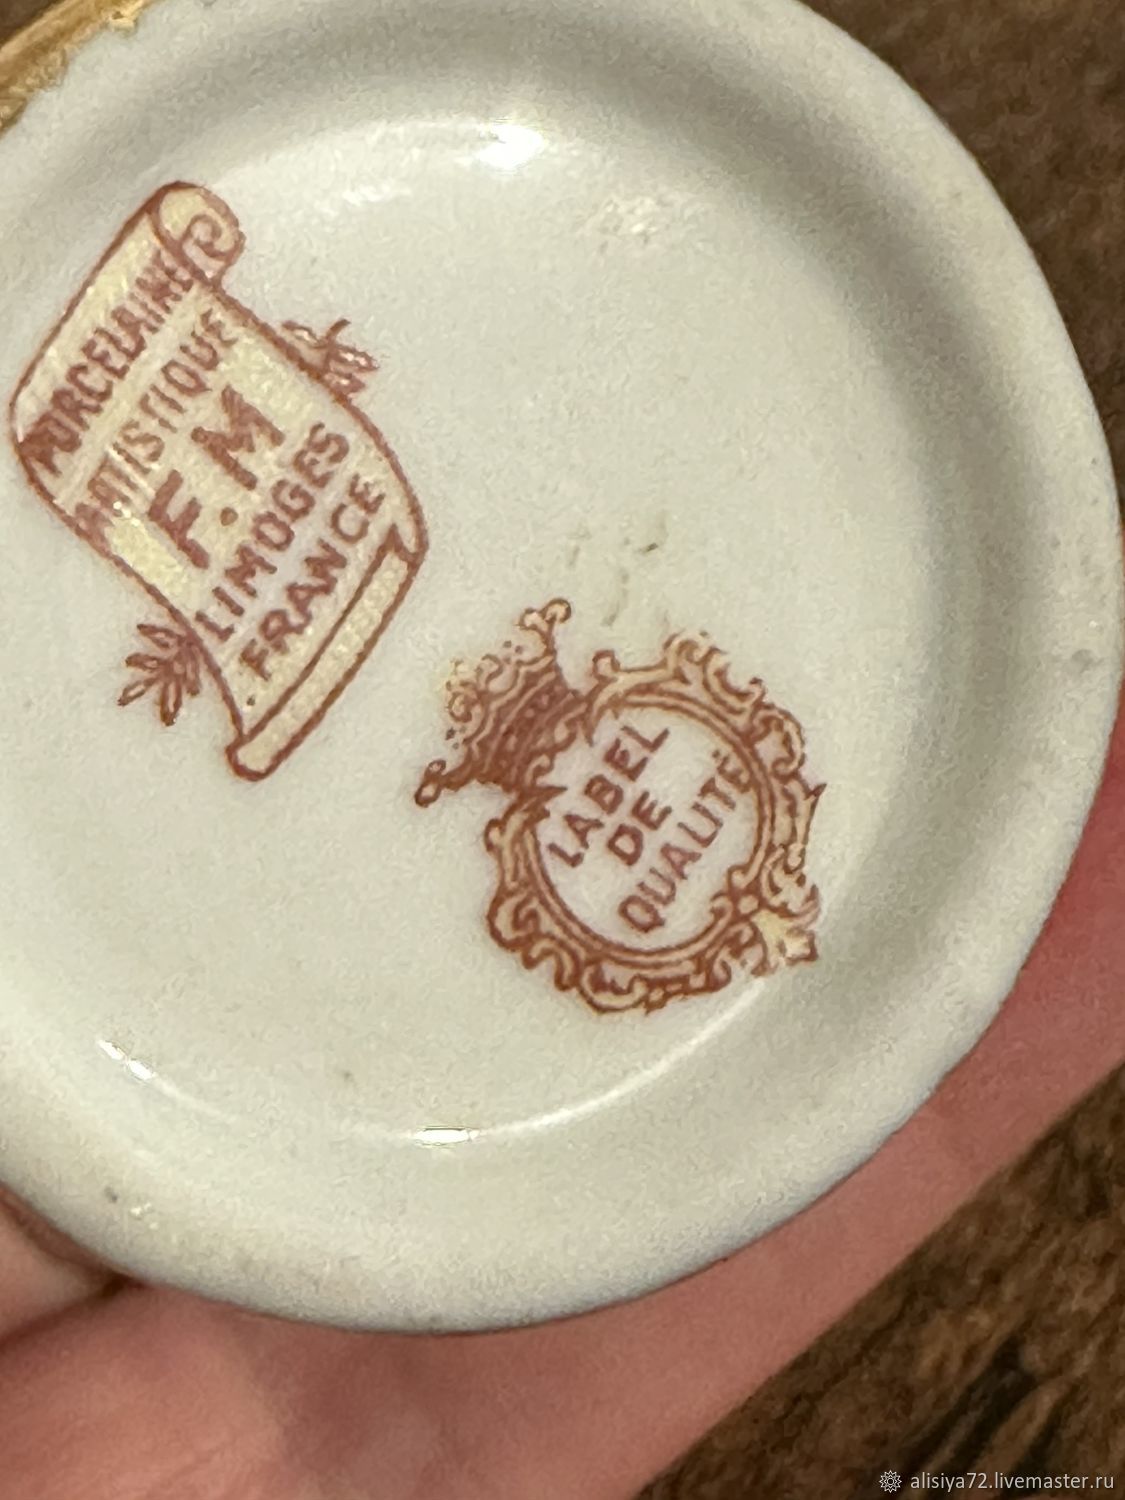 PORCELAINE
ARTISTIQUE
F.M
LIMOGES
FRANCE
LABEL
DE
QUALITÉ
alisiya72.livemaster.ru